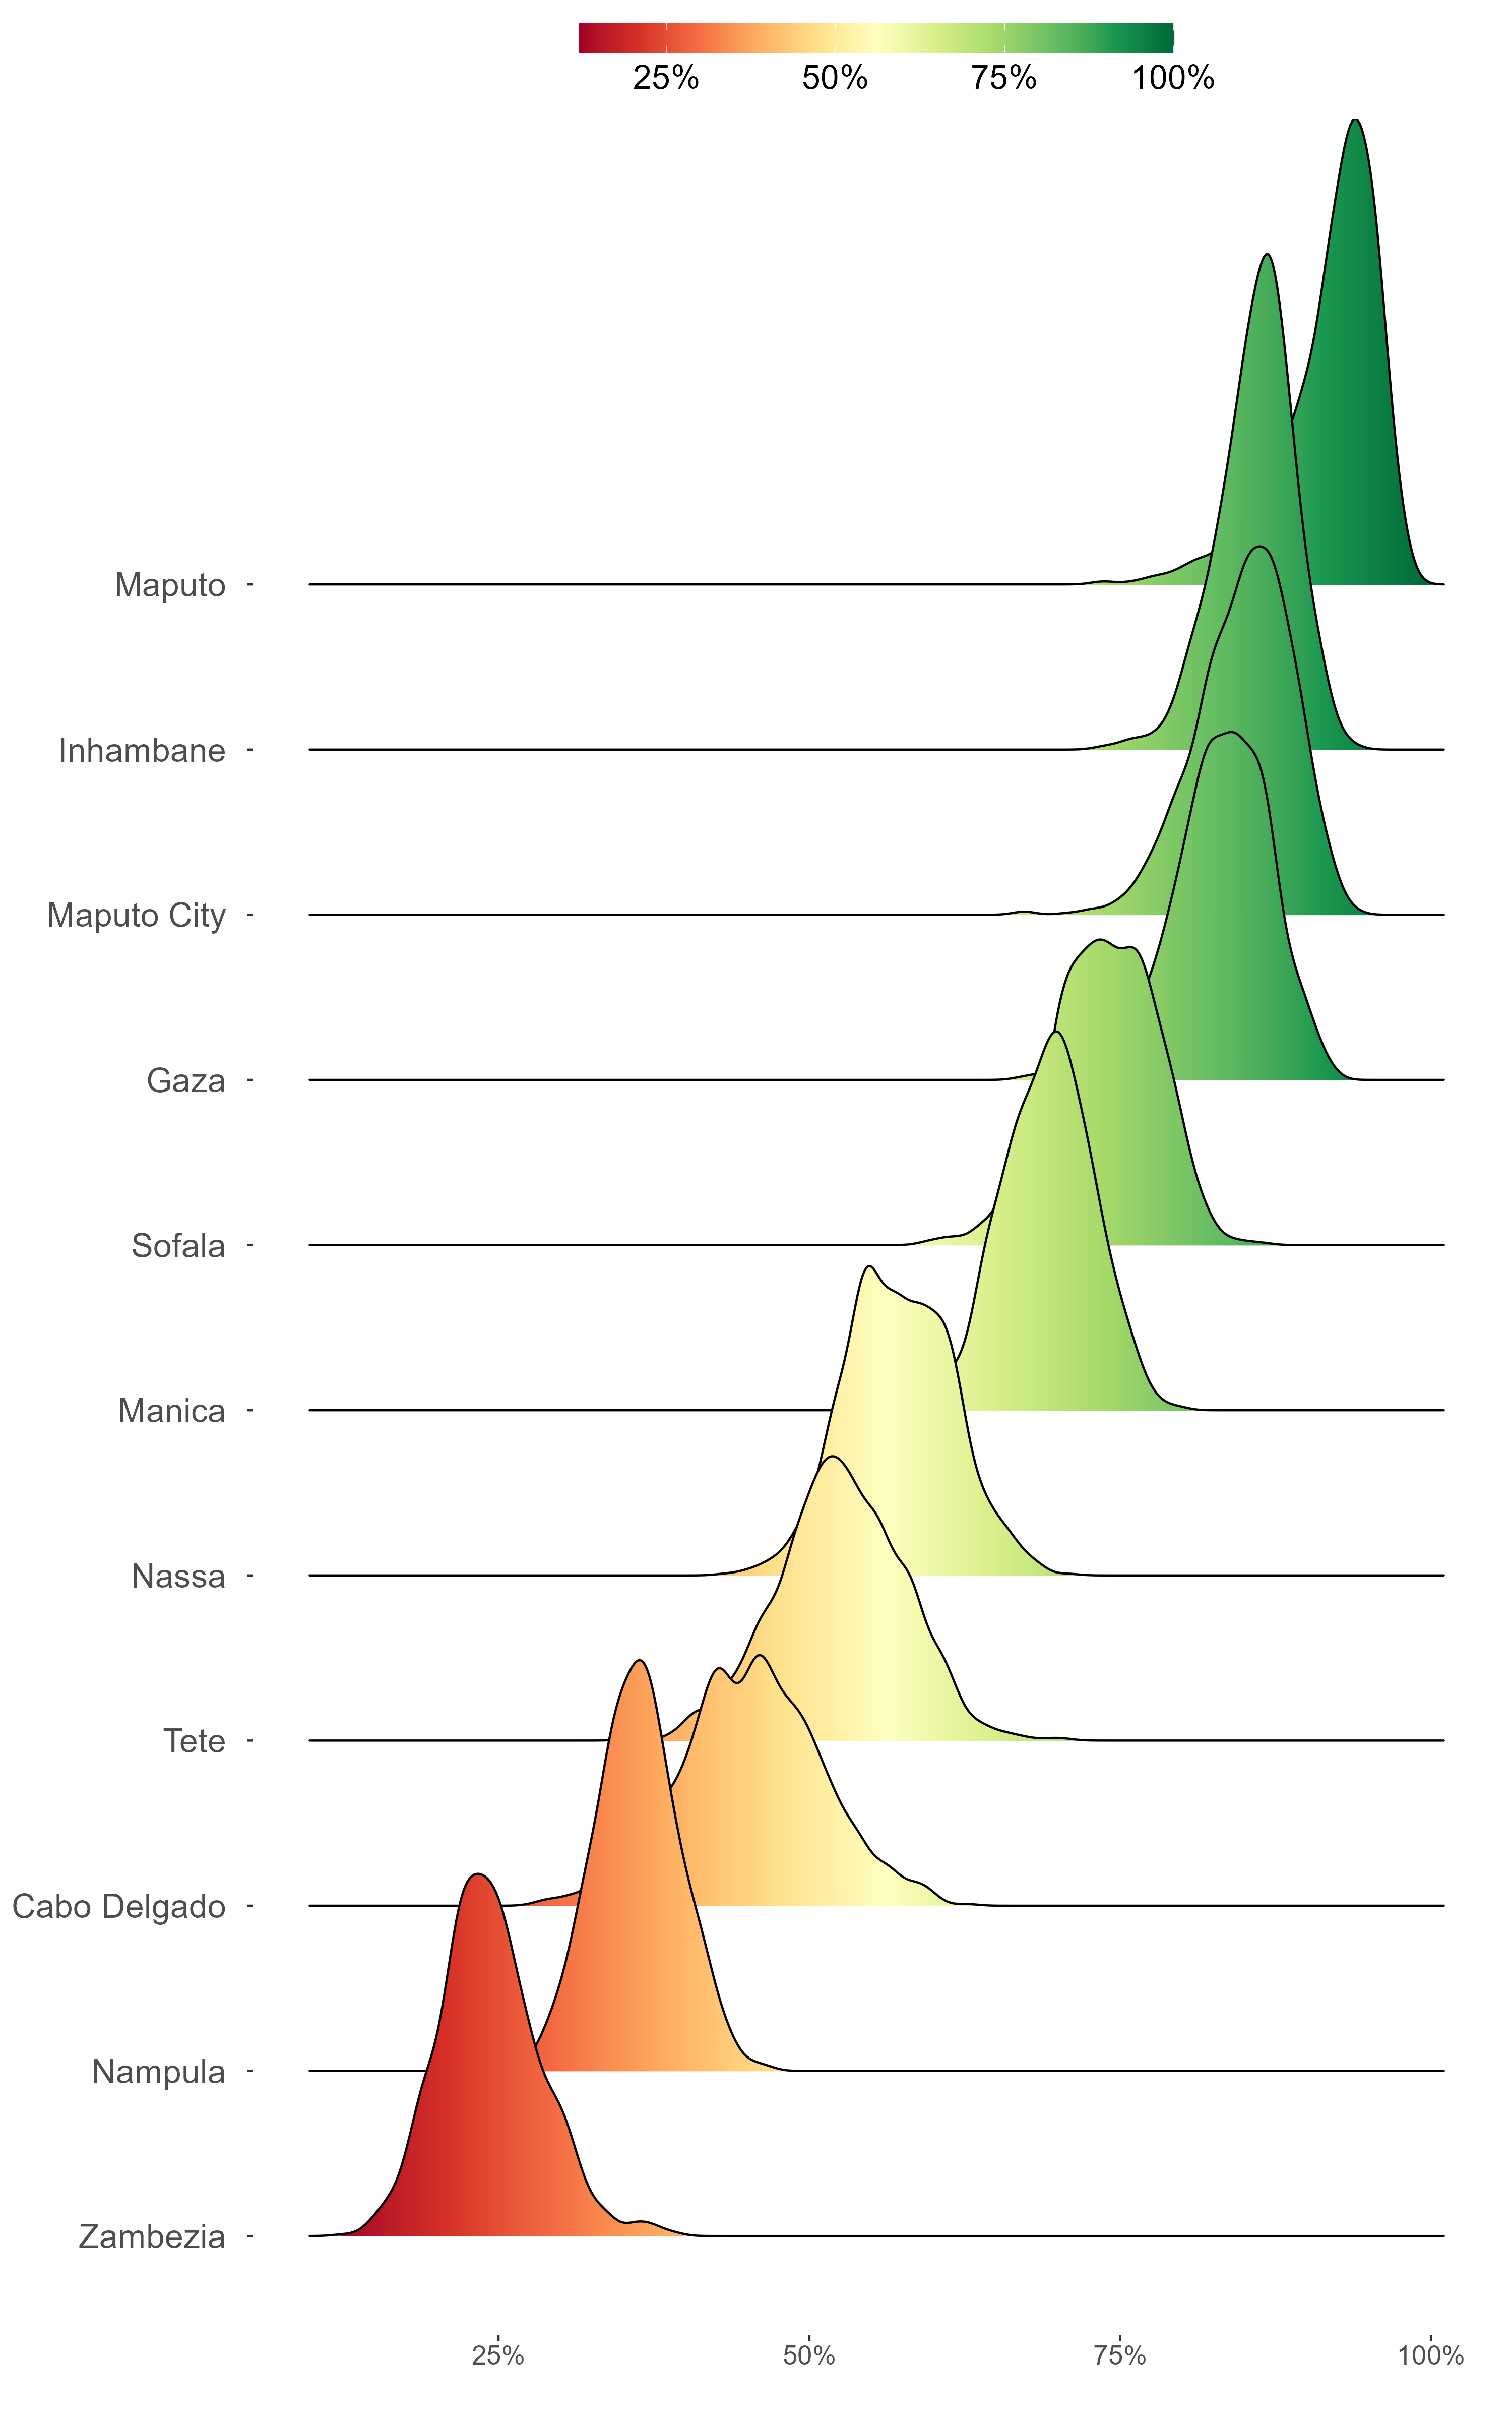 25% 50% 75% 100%
Maputo
Inhambane
Maputo City
Gaza
Sofala
Manica
Nassa
Tete
Cabo Delgado
Nampula
Zambezia
25% 50% 75% 100%